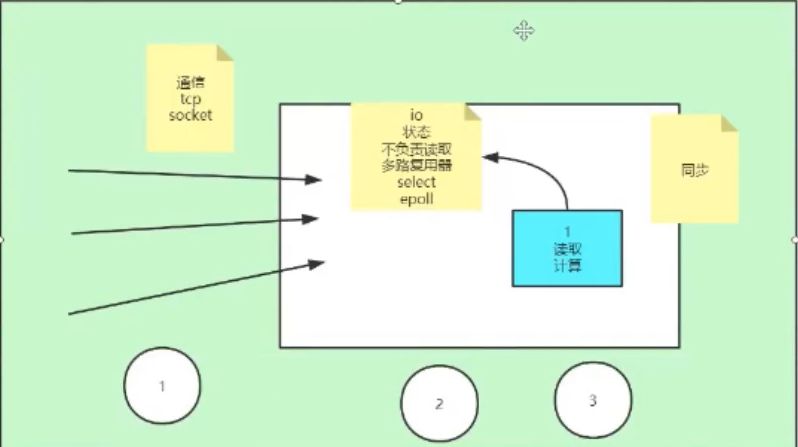 通信
tcp
socket
io
状态
不负责读取
多路复用器
select
epoll
同步
1
读取
计算
1
2
3